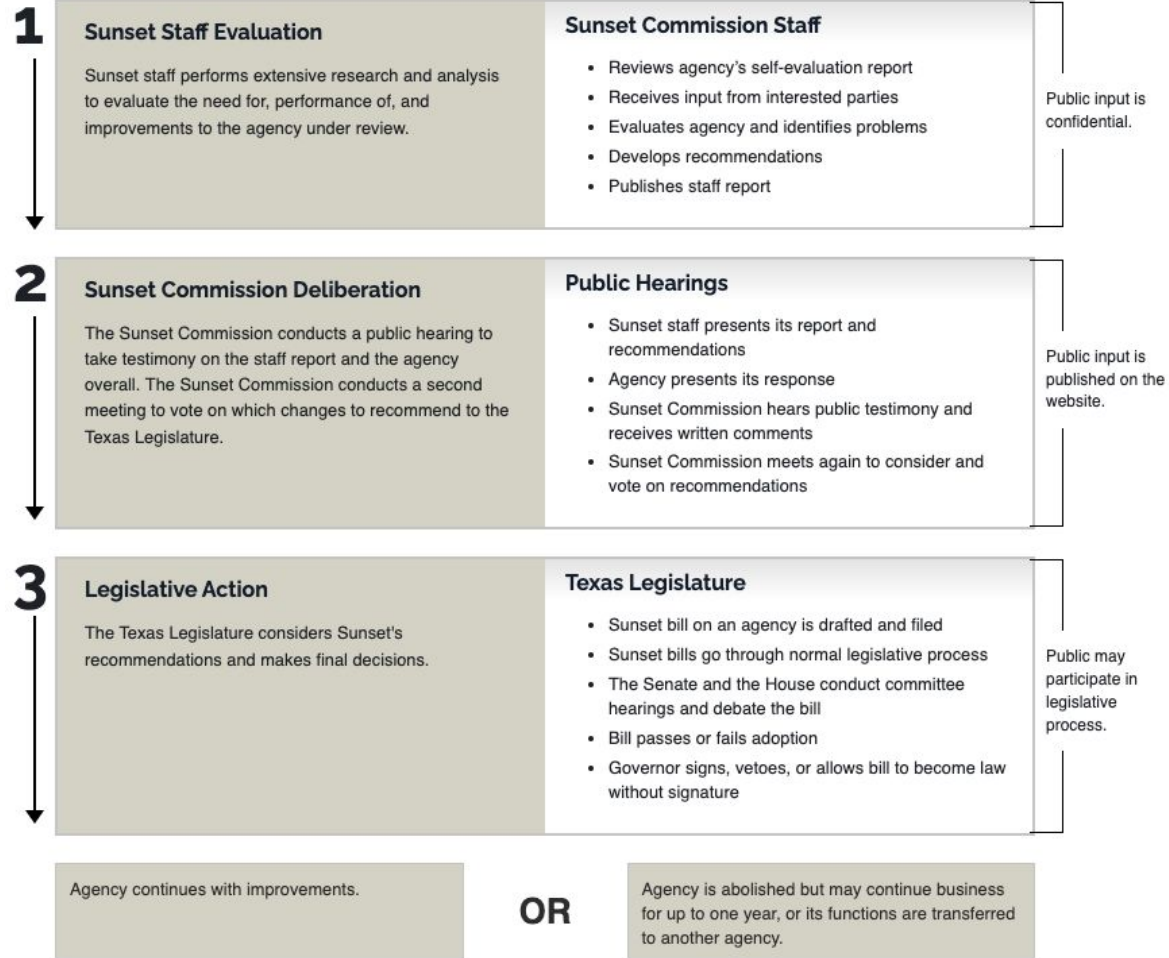 1
Sunset Staff Evaluation
Sunset staff performs extensive research and analysis
to evaluate the need for, performance of, and
improvements to the agency under review.
Sunset Commission Staff
• Reviews agency's self-evaluation report
• Receives input from interested parties
• Evaluates agency and identifies problems
• Develops recommendations
• Publishes staff report
Public input is
confidential.
2
Sunset Commission Deliberation
The Sunset Commission conducts a public hearing to
take testimony on the staff report and the agency
overall. The Sunset Commission conducts a second
meeting to vote on which changes to recommend to the
Texas Legislature.
Public Hearings
• Sunset staff presents its report and
recommendations
• Agency presents its response
• Sunset Commission hears public testimony and
receives written comments
• Sunset Commission meets again to consider and
vote on recommendations
Public input is
published on the
website.
3
Legislative Action
The Texas Legislature considers Sunset's
recommendations and makes final decisions.
Texas Legislature
• Sunset bill on an agency is drafted and filed
• Sunset bills go through normal legislative process
• The Senate and the House conduct committee
hearings and debate the bill
• Bill passes or fails adoption
• Governor signs, vetoes, or allows bill to become law
without signature
Public may
participate in
legislative
process.
Agency continues with improvements.
OR
Agency is abolished but may continue business
for up to one year, or its functions are transferred
to another agency.